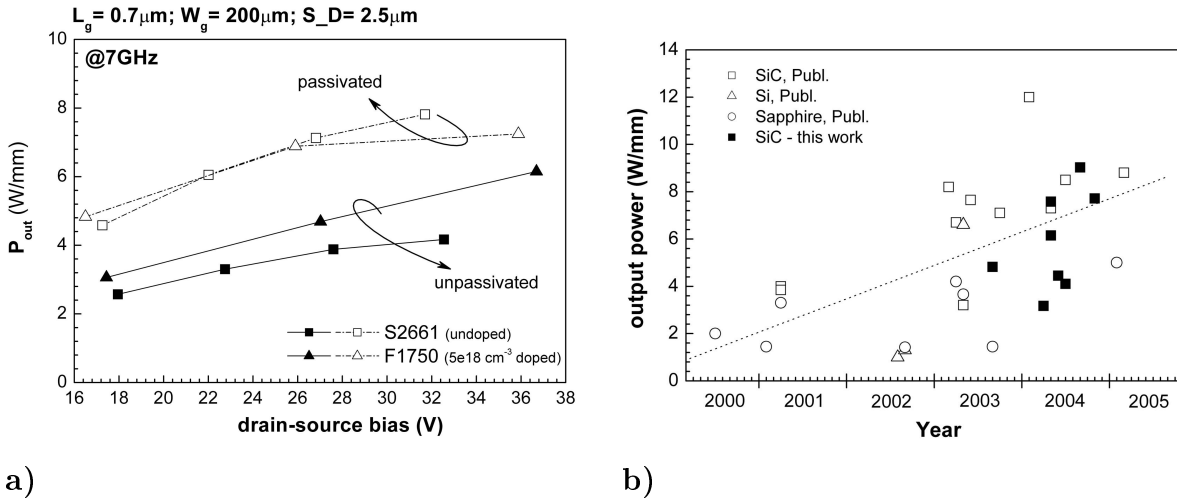 L_g= 0.7μm; W_g= 200μm; S_D= 2.5μm
@7GHz
passivated
unpassivated
S2661 (undoped)
F1750 (5e18 cm⁻³ doped)
P_out (W/mm)
0 2 4 6 8 10
16 18 20 22 24 26 28 30 32 34 36 38
drain-source bias (V)
a)
SiC, Publ.
Si, Publ.
Sapphire, Publ.
SiC - this work
output power (W/mm)
0 2 4 6 8 10 12 14
2000 2001 2002 2003 2004 2005
Year
b)